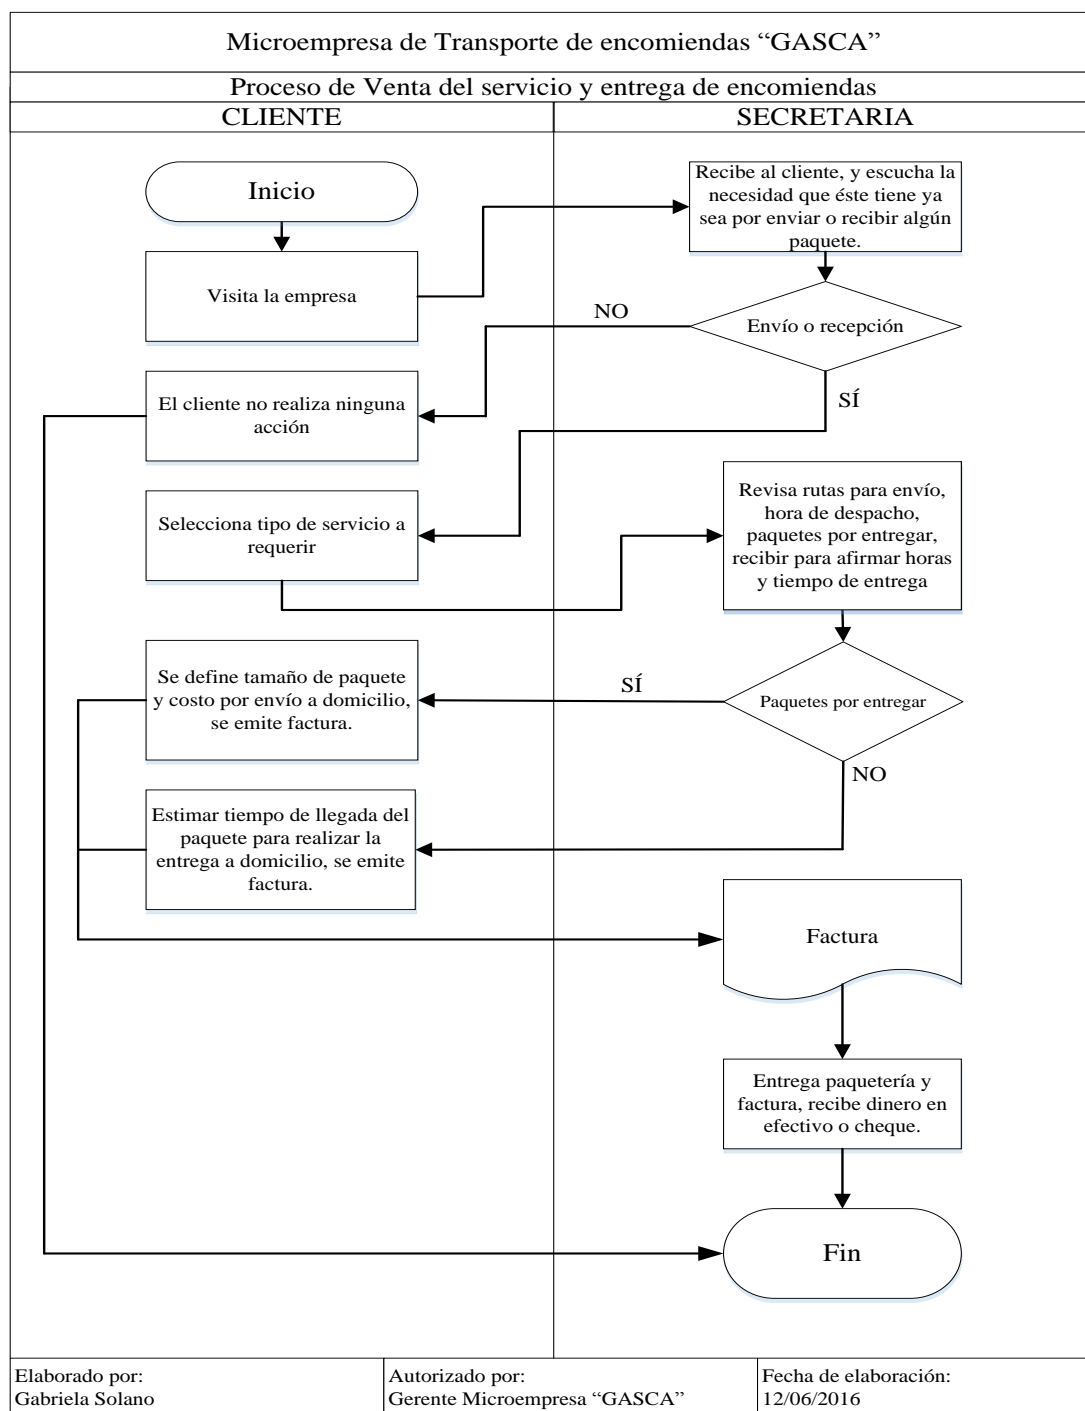 Microempresa de Transporte de encomiendas “GASCA”
Proceso de Venta del servicio y entrega de encomiendas
CLIENTE
SECRETARIA
Inicio
Recibe al cliente, y escucha la
necesidad que éste tiene ya
sea por enviar o recibir algún
paquete.
Visita la empresa
Envío o recepción
NO
SÍ
El cliente no realiza ninguna
acción
Selecciona tipo de servicio a
requerir
Revisa rutas para envío,
hora de despacho,
paquetes por entregar,
recibir para afirmar horas
y tiempo de entrega
Paquetes por entregar
SÍ
Se define tamaño de paquete
y costo por envío a domicilio,
se emite factura.
NO
Estimar tiempo de llegada del
paquete para realizar la
entrega a domicilio, se emite
factura.
Factura
Entrega paquetería y
factura, recibe dinero en
efectivo o cheque.
Fin
Elaborado por:
Gabriela Solano
Autorizado por:
Gerente Microempresa “GASCA”
Fecha de elaboración:
12/06/2016